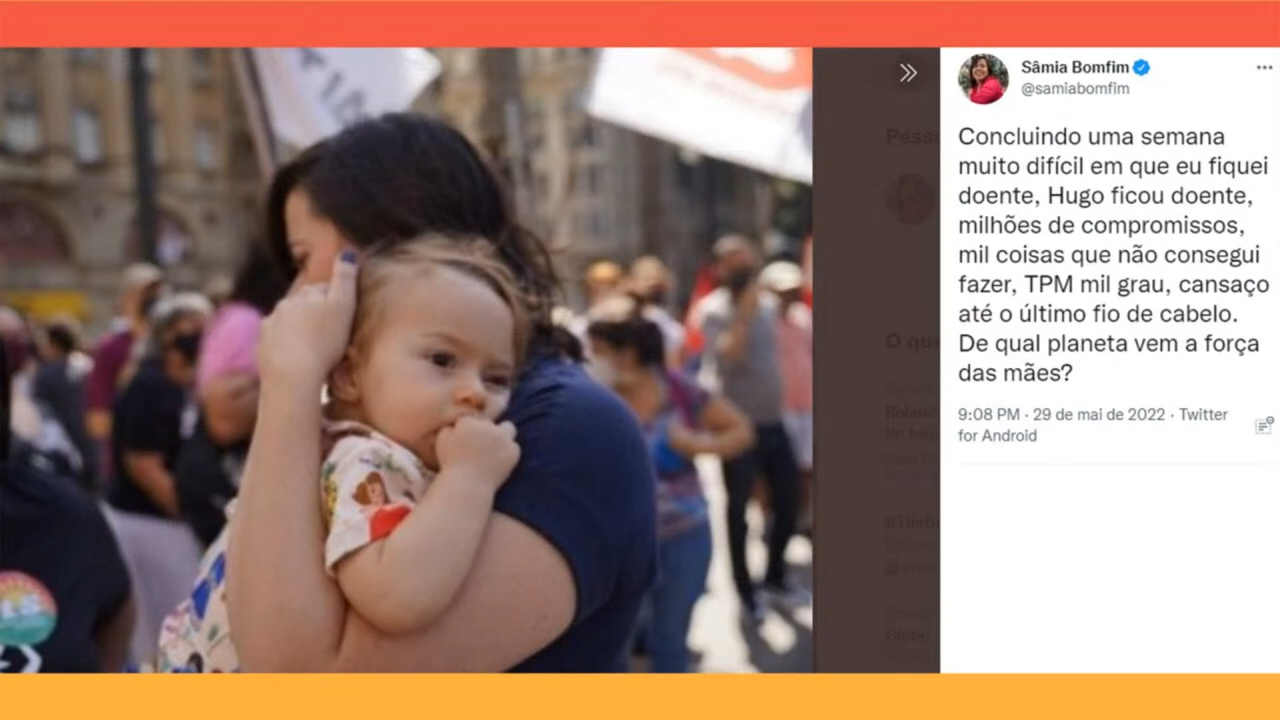 Sâmia Bomfim
@samiabomfim
Concluindo uma semana
muito difícil em que eu fiquei
doente, Hugo ficou doente,
milhões de compromissos,
mil coisas que não consegui
fazer, TPM mil grau, cansaço
até o último fio de cabelo.
De qual planeta vem a força
das mães?
9:08 PM · 29 de mai de 2022 · Twitter
for Android
O que